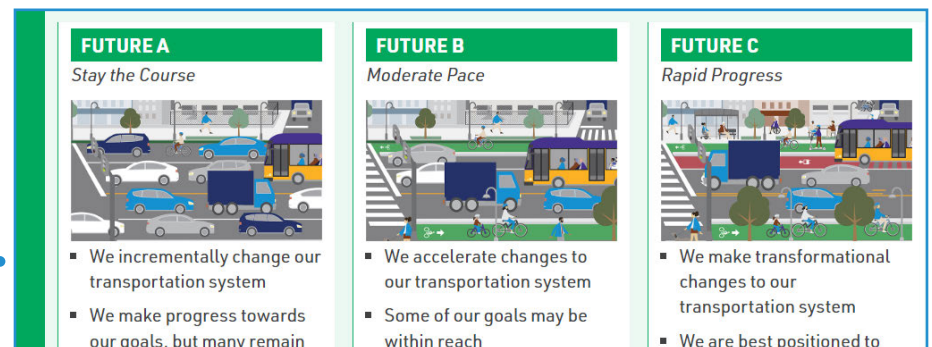 FUTURE A
Stay the Course
▪ We incrementally change our
transportation system
▪ We make progress towards
our goals, but many remain
FUTURE B
Moderate Pace
▪ We accelerate changes to
our transportation system
▪ Some of our goals may be
within reach
FUTURE C
Rapid Progress
▪ We make transformational
changes to our
transportation system
▪ We are best positioned to